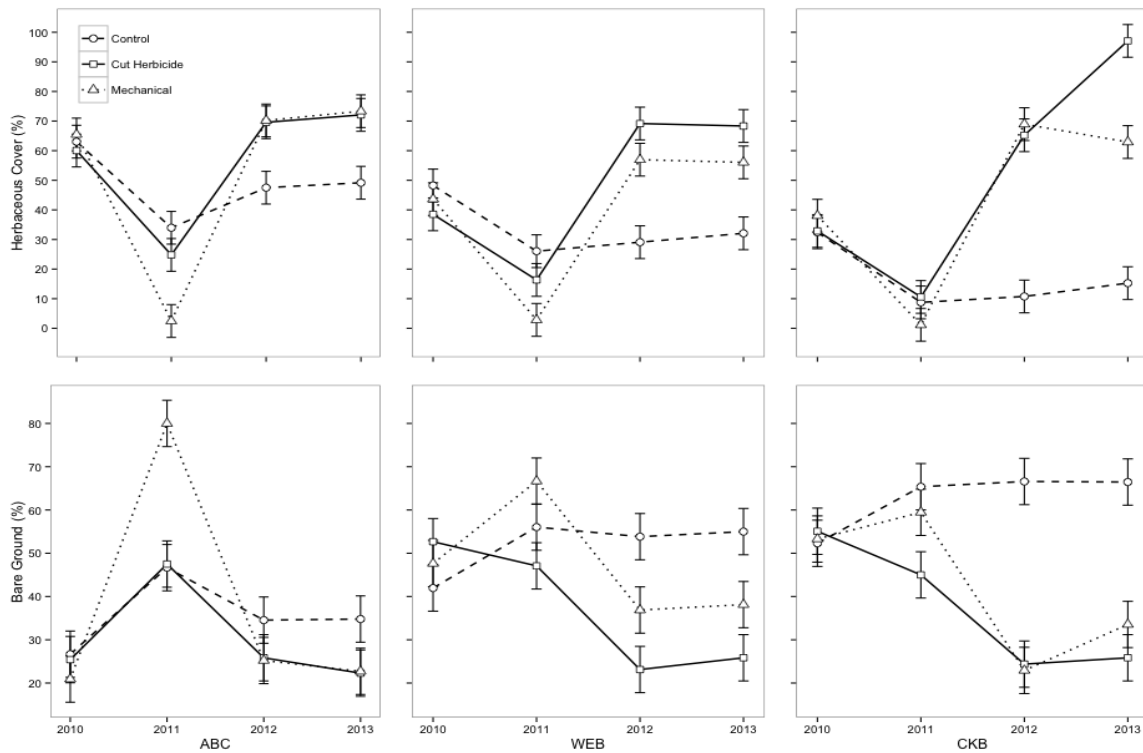 100
90
80
70
60
50
40
30
20
10
0
Herbaceous Cover (%)
Control
Cut Herbicide
Mechanical
80
70
60
50
40
30
20
Bare Ground (%)
2010 2011 2012 2013 2010 2011 2012 2013 2010 2011 2012 2013
ABC WEB CKB